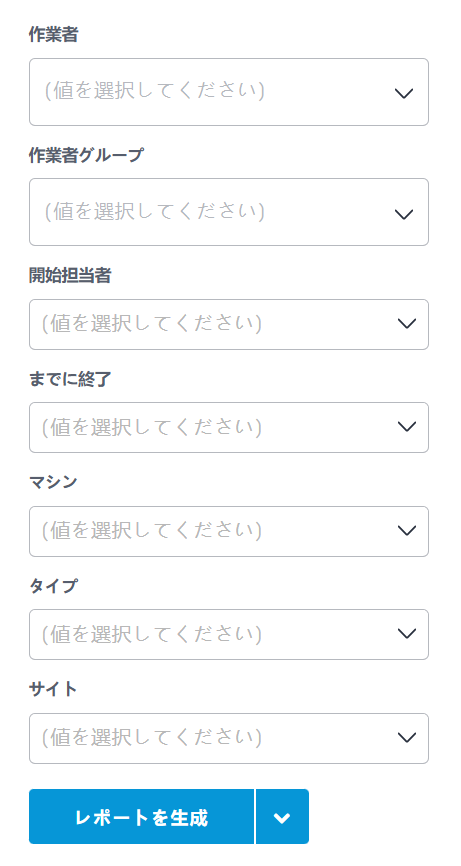 作業者
(値を選択してください)
作業者グループ
(値を選択してください)
開始担当者
(値を選択してください)
までに終了
(値を選択してください)
マシン
(値を選択してください)
タイプ
(値を選択してください)
サイト
(値を選択してください)
レポートを生成